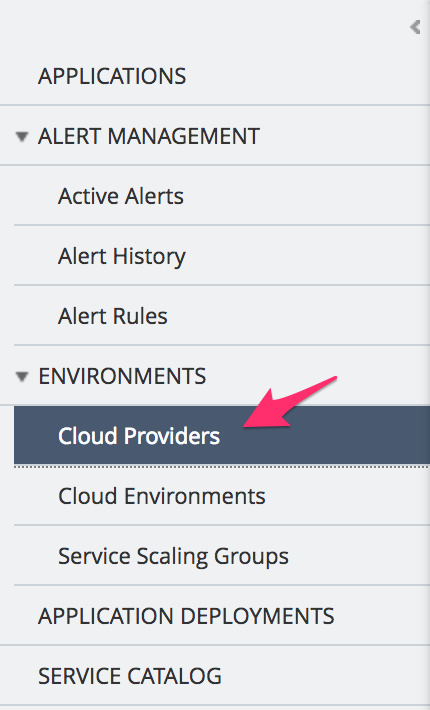 APPLICATIONS
ALERT MANAGEMENT
Active Alerts
Alert History
Alert Rules
ENVIRONMENTS
Cloud Providers
Cloud Environments
Service Scaling Groups
APPLICATION DEPLOYMENTS
SERVICE CATALOG